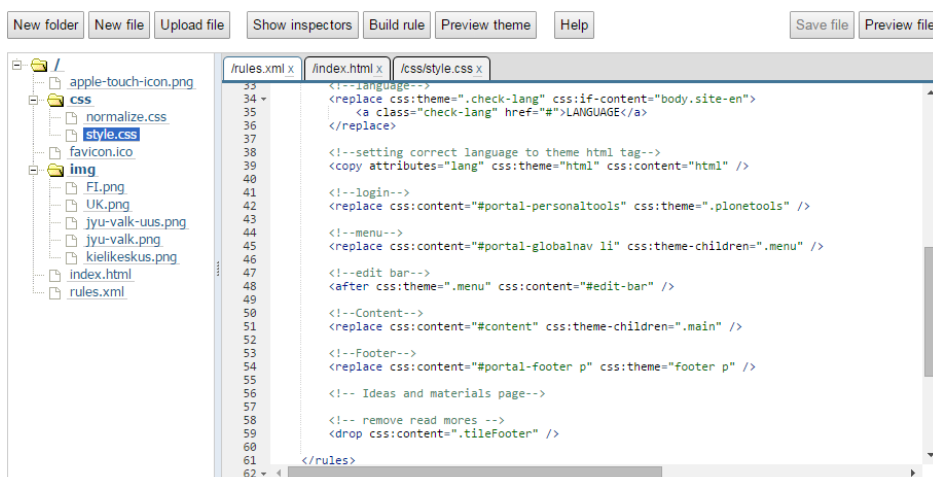 New folder New file Upload file Show inspectors Build rule Preview theme Help Save file Preview file
/
apple-touch-icon.png
css
normalize.css
style.css
favicon.ico
img
FI.png
UK.png
jyu-valk-uus.png
jyu-valk.png
kielikeskus.png
index.html
rules.xml
/rules.xml x /index.html x /css/style.css x
33 <!--language-->
34 <replace css:theme=".check-lang" css:if-content="body.site-en">
35 <a class="check-lang" href="#">LANGUAGE</a>
36 </replace>
37
38 <!--setting correct language to theme html tag-->
39 <copy attributes="lang" css:theme="html" css:content="html" />
40
41 <!--login-->
42 <replace css:content="#portal-personaltools" css:theme=".plonetools" />
43
44 <!--menu-->
45 <replace css:content="#portal-globalnav li" css:theme-children=".menu" />
46
47 <!--edit bar-->
48 <after css:theme=".menu" css:content="#edit-bar" />
49
50 <!--Content-->
51 <replace css:content="#content" css:theme-children=".main" />
52
53 <!--Footer-->
54 <replace css:content="#portal-footer p" css:theme="footer p" />
55
56 <!-- Ideas and materials page-->
57
58 <!-- remove read mores -->
59 <drop css:content=".tileFooter" />
60
61 </rules>
62